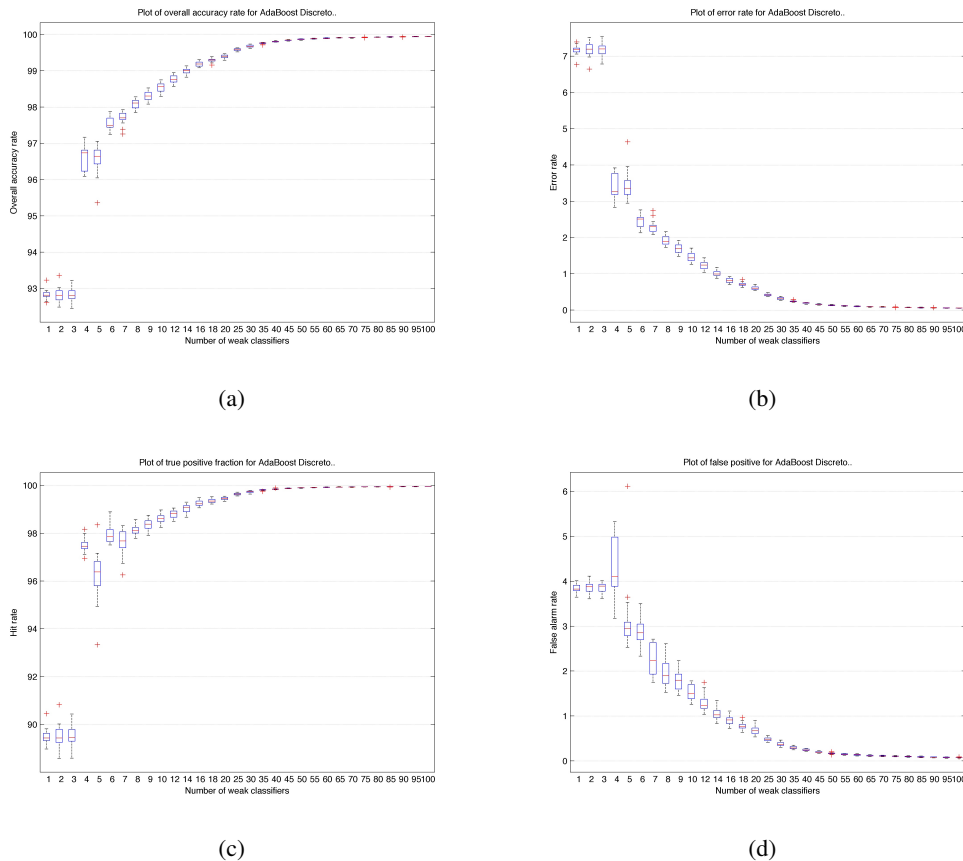 Plot of overall accuracy rate for AdaBoost Discreto..
100
99
98
97
96
95
94
93
Overall accuracy rate
1 2 3 4 5 6 7 8 9 10 12 14 16 18 20 25 30 35 40 45 50 55 60 65 70 75 80 85 90 95100
Number of weak classifiers
(a)
Plot of error rate for AdaBoost Discreto..
7
6
5
4
3
2
1
0
Error rate
1 2 3 4 5 6 7 8 9 10 12 14 16 18 20 25 30 35 40 45 50 55 60 65 70 75 80 85 90 95100
Number of weak classifiers
(b)
Plot of true positive fraction for AdaBoost Discreto..
100
98
96
94
92
90
Hit rate
1 2 3 4 5 6 7 8 9 10 12 14 16 18 20 25 30 35 40 45 50 55 60 65 70 75 80 85 90 95100
Number of weak classifiers
(c)
Plot of false positive for AdaBoost Discreto..
6
5
4
3
2
1
0
False alarm rate
1 2 3 4 5 6 7 8 9 10 12 14 16 18 20 25 30 35 40 45 50 55 60 65 70 75 80 85 90 95100
Number of weak classifiers
(d)